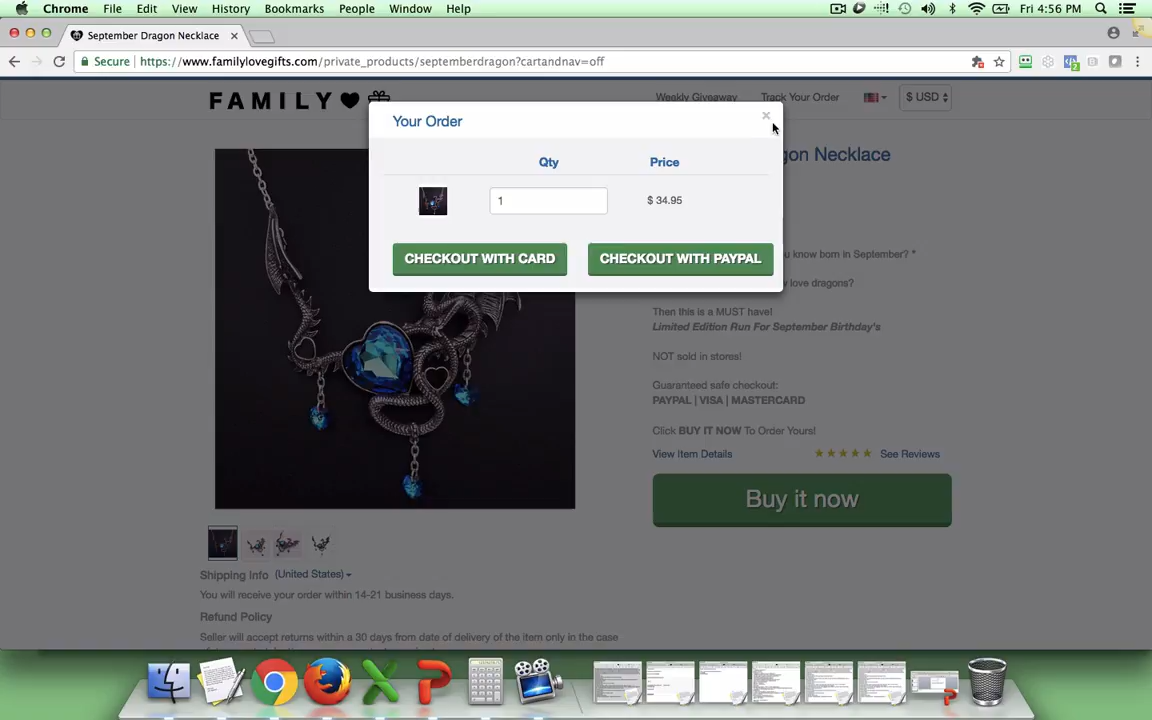 Chrome File Edit View History Bookmarks People Window Help Fri 4:56 PM
September Dragon Necklace
Secure https://www.familylovegifts.com/private_products/septemberdragon?cartandnav=off
FAMILY Weekly Giveaway Track Your Order $ USD
Your Order ×
gon Necklace
Qty Price
1 $ 34.95
CHECKOUT WITH CARD CHECKOUT WITH PAYPAL
u know born in September? *
love dragons?
Then this is a MUST have!
Limited Edition Run For September Birthday's
NOT sold in stores!
Guaranteed safe checkout:
PAYPAL | VISA | MASTERCARD
Click BUY IT NOW To Order Yours!
View Item Details See Reviews
Buy it now
Shipping Info (United States)
You will receive your order within 14-21 business days.
Refund Policy
Seller will accept returns within a 30 days from date of delivery of the item only in the case